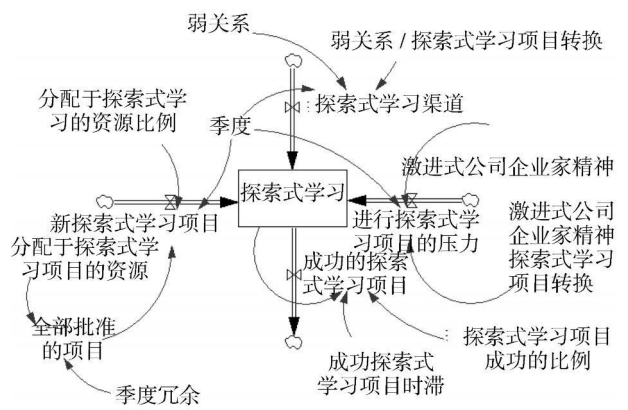 弱关系
弱关系 / 探索式学习项目转换
分配于探索式学
习的资源比例
探索式学习渠道
季度
激进式公司企业家精神
探索式学习
新探索式学习项目
进行探索式学
习项目的压力
激进式公司
企业家精神
探索式学习
项目转换
分配于探索式学
习项目的资源
成功的探索
式学习项目
全部批准
的项目
探索式学习项目
成功的比例
成功探索式
学习项目时滞
季度冗余